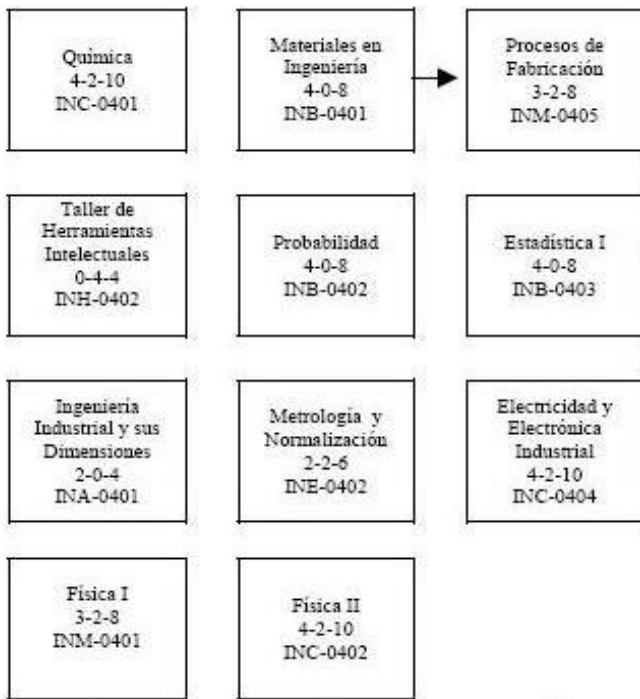 Química
4-2-10
INC-0401
Materiales en
Ingeniería
4-0-8
INB-0401
Procesos de
Fabricación
3-2-8
INM-0405
Taller de
Herramientas
Intelectuales
0-4-4
INH-0402
Probabilidad
4-0-8
INB-0402
Estadística I
4-0-8
INB-0403
Ingeniería
Industrial y sus
Dimensiones
2-0-4
INA-0401
Metrología y
Normalización
2-2-6
INE-0402
Electricidad y
Electrónica
Industrial
4-2-10
INC-0404
Física I
3-2-8
INM-0401
Física II
4-2-10
INC-0402